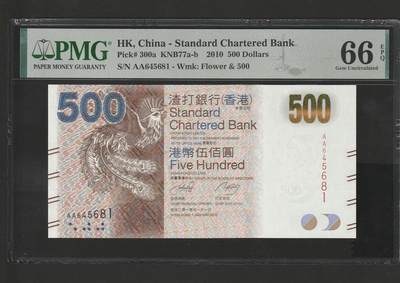 PMG
PAPER MONEY GUARANTY
HK, China - Standard Chartered Bank
Pick# 300a KNB77a-b 2010 500 Dollars
S/N AA645681 - Wmk: Flower & 500
66 EPQ
Gem Uncirculated
500
渣打銀行(香港)
Standard
Chartered Bank
500
港幣伍佰圓
Five Hundred
AA645681
AA645681